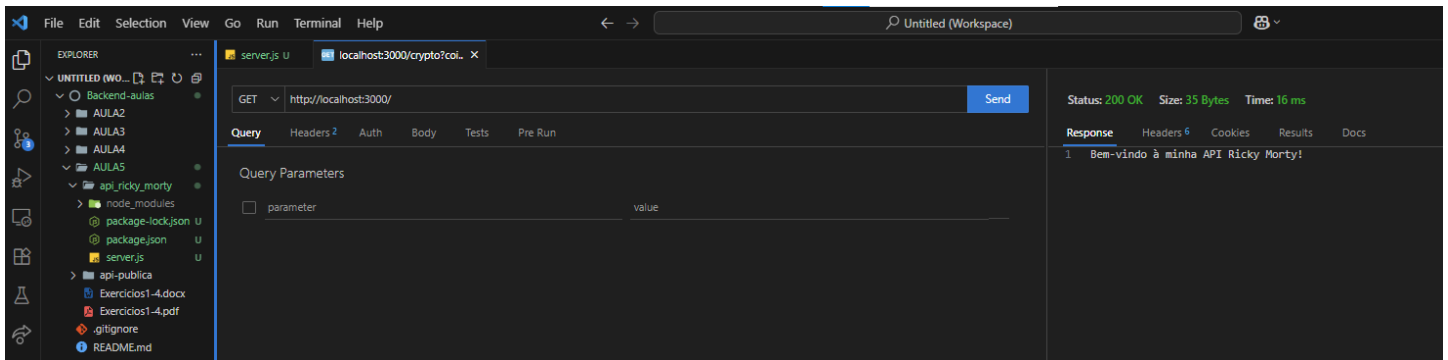 File Edit Selection View Go Run Terminal Help
Untitled (Workspace)
EXPLORER
UNTITLED (WO...
Backend-aulas
AULA2
AULA3
AULA4
AULA5
api_ricky_morty
node_modules
package-lock.json U
package.json U
server.js U
api-publica
Exercicios1-4.docx
Exercicios1-4.pdf
.gitignore
README.md
3
server.js U
GET localhost:3000/crypto?coi..
GET http://localhost:3000/ Send
Query Headers 2 Auth Body Tests Pre Run
Query Parameters
parameter value
Status: 200 OK Size: 35 Bytes Time: 16 ms
Response Headers 6 Cookies Results Docs
1 Bem-vindo à minha API Ricky Morty!